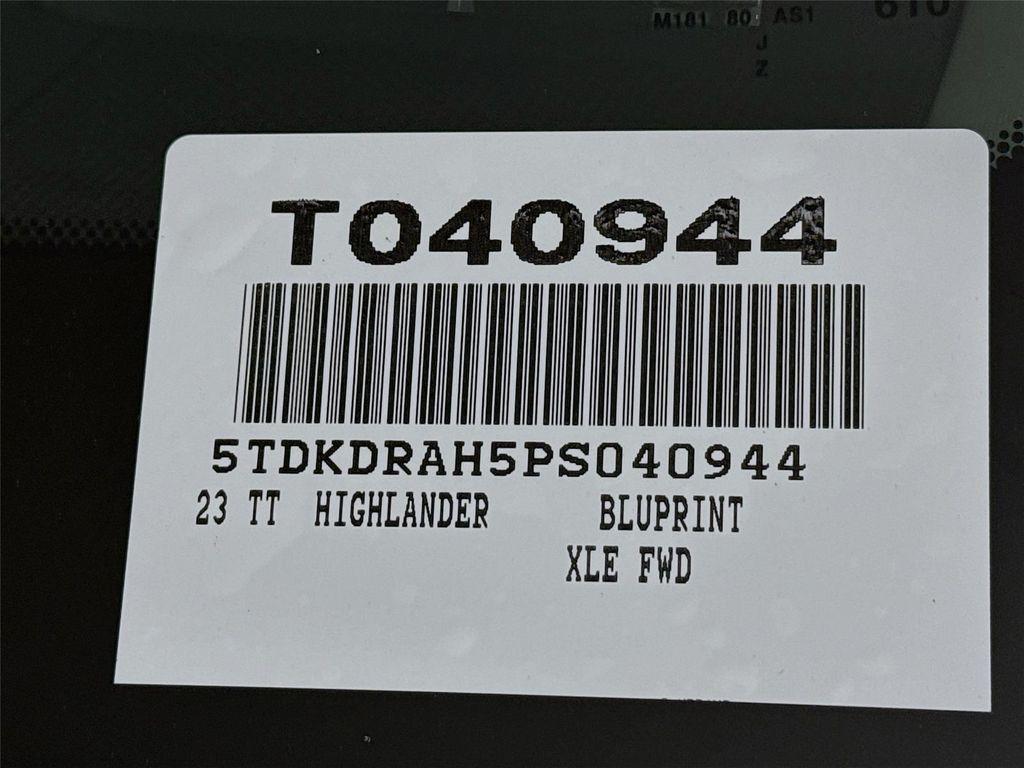 M181 80 AS1
J
Z
T040944
5TDKDRAH5PS040944
23 TT HIGHLANDER BLUPRINT
XLE FWD